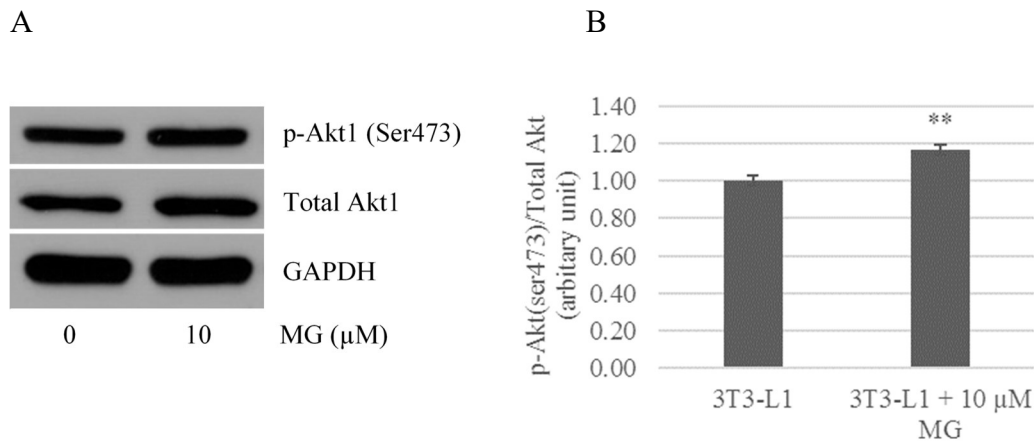 A
p-Akt1 (Ser473)
Total Akt1
GAPDH
0 10 MG (μM)
B
p-Akt(ser473)/Total Akt
(arbitary unit)
1.40
1.20
1.00
0.80
0.60
0.40
0.20
0.00
**
3T3-L1
3T3-L1 + 10 μM
MG